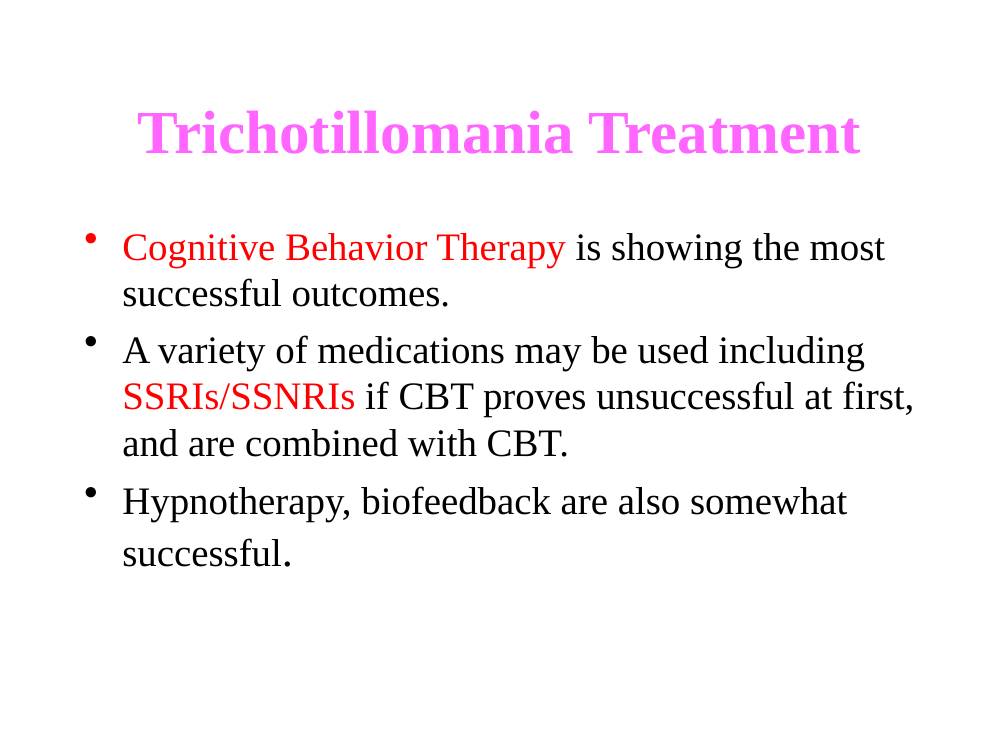 Trichotillomania Treatment
• Cognitive Behavior Therapy is showing the most
successful outcomes.
• A variety of medications may be used including
SSRIs/SSNRIs if CBT proves unsuccessful at first,
and are combined with CBT.
• Hypnotherapy, biofeedback are also somewhat
successful.